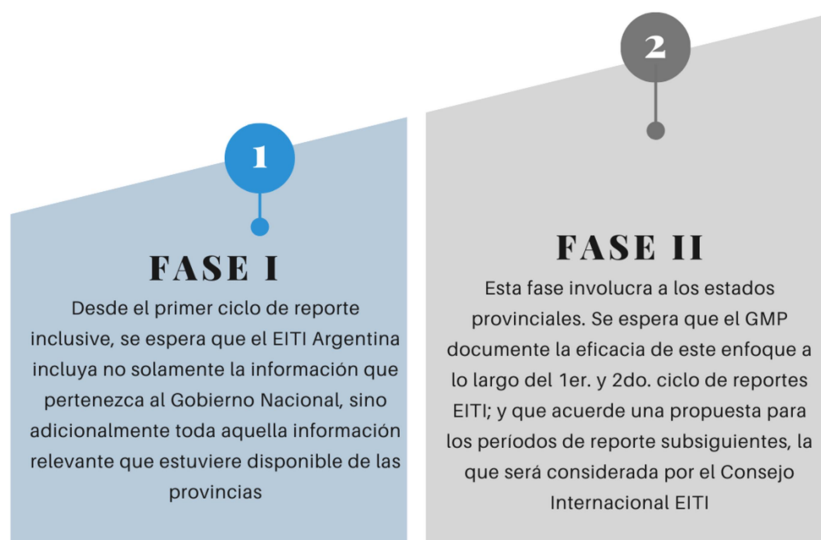 1
FASE I
Desde el primer ciclo de reporte
inclusive, se espera que el EITI Argentina
incluya no solamente la información que
pertenezca al Gobierno Nacional, sino
adicionalmente toda aquella información
relevante que estuviere disponible de las
provincias
2
FASE II
Esta fase involucra a los estados
provinciales. Se espera que el GMP
documente la eficacia de este enfoque a
lo largo del 1er. y 2do. ciclo de reportes
EITI; y que acuerde una propuesta para
los períodos de reporte subsiguientes, la
que será considerada por el Consejo
Internacional EITI